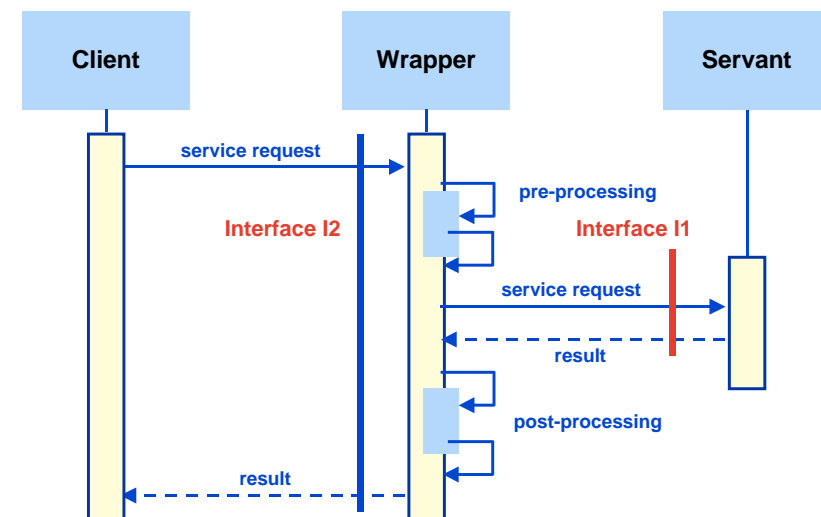 Client
Wrapper
Servant
service request
pre-processing
Interface I2
Interface I1
service request
result
post-processing
result